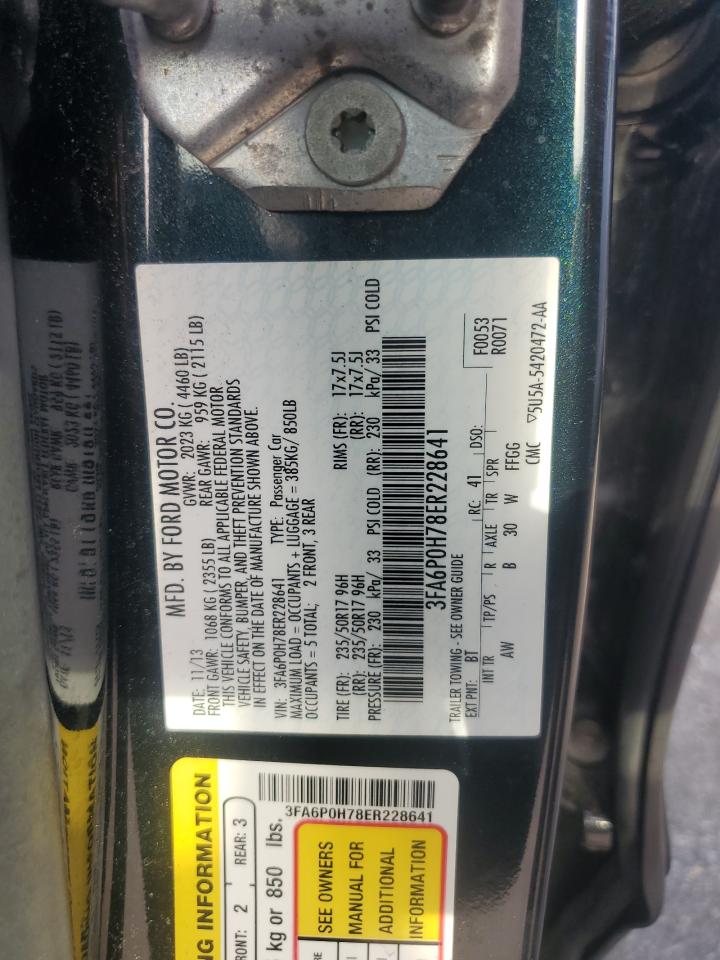 MFD. BY FORD MOTOR CO.
DATE: 11/13 GVWR: 2023 KG ( 4460 LB)
FRONT GAWR: 1068 KG ( 2355 LB) REAR GAWR: 959 KG ( 2115 LB)
THIS VEHICLE CONFORMS TO ALL APPLICABLE FEDERAL MOTOR
VEHICLE SAFETY, BUMPER, AND THEFT PREVENTION STANDARDS
IN EFFECT ON THE DATE OF MANUFACTURE SHOWN ABOVE.
VIN: 3FA6P0H78ER228641 TYPE: Passenger Car
MAXIMUM LOAD = OCCUPANTS + LUGGAGE = 385KG/ 850LB
OCCUPANTS = 5 TOTAL; 2 FRONT, 3 REAR
TIRE (FR): 235/50R17 96H RIMS (FR): 17x7.5J
(RR): 235/50R17 96H (RR): 17x7.5J
PRESSURE (FR): 230 kPa/ 33 PSI COLD (RR): 230 kPa/ 33 PSI COLD
3FA6P0H78ER228641
TRAILER TOWING - SEE OWNER GUIDE F0053
R0071
EXT PNT: BT RC: 41 DSO:
INT TR TP/PS R AXLE TR SPR
AW B 30 W FFGG
CMC ▽5U5A-5420472-AA
NG INFORMATION
FRONT: 2 REAR: 3
kg or 850 lbs.
3FA6P0H78ER228641
SEE OWNERS
MANUAL FOR
ADDITIONAL
INFORMATION